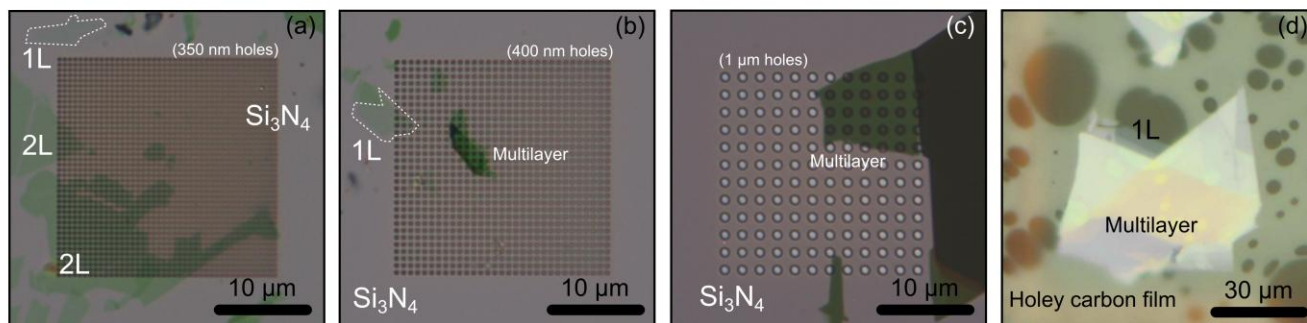 (a)
1L
(350 nm holes)
Si₃N₄
2L
2L
10 µm
(b)
(400 nm holes)
1L
Multilayer
Si₃N₄
10 µm
(c)
(1 µm holes)
Multilayer
Si₃N₄
10 µm
(d)
1L
Multilayer
Holey carbon film
30 µm